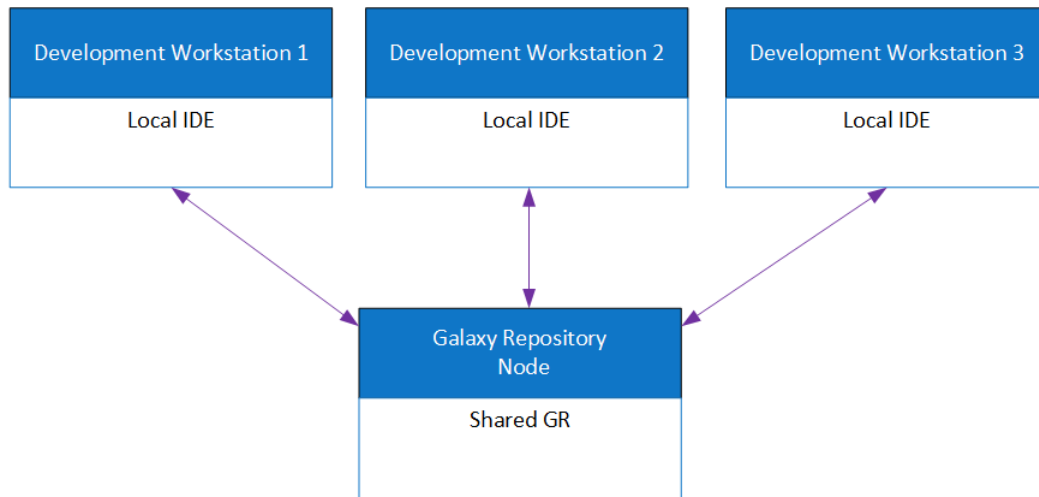 Development Workstation 1
Development Workstation 2
Development Workstation 3
Local IDE
Local IDE
Local IDE
Galaxy Repository
Node
Shared GR